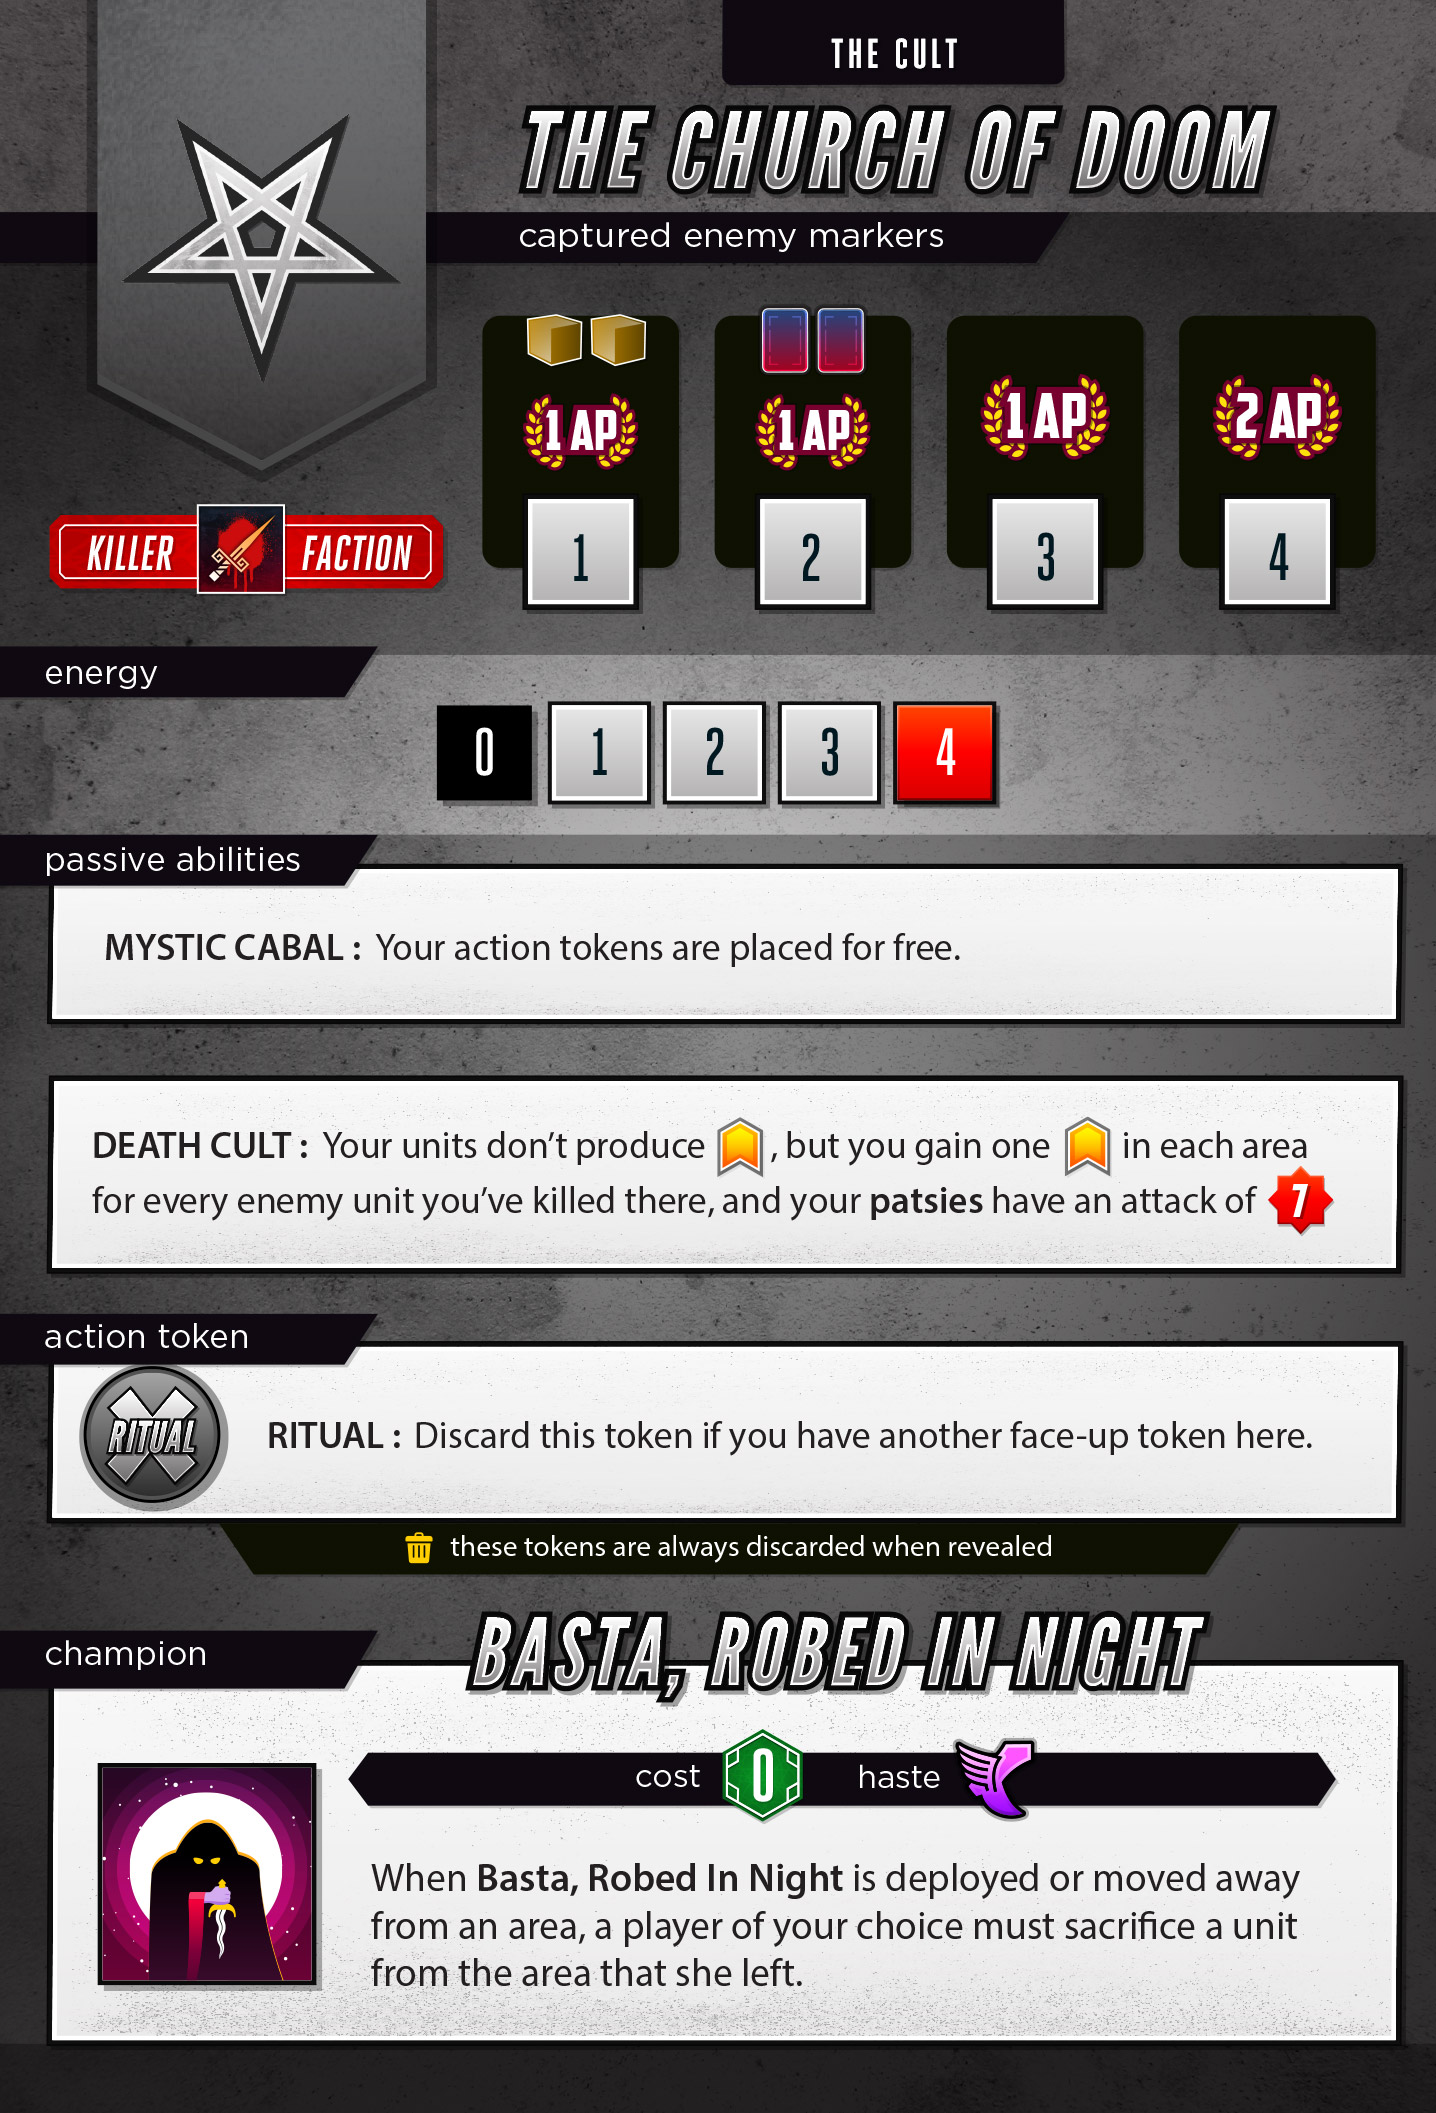 THE CULT
THE CHURCH OF DOOM
captured enemy markers
1 AP
1 AP
1 AP
2 AP
1
2
3
4
KILLER FACTION
energy
0
1
2
3
4
passive abilities
MYSTIC CABAL : Your action tokens are placed for free.
DEATH CULT : Your units don't produce , but you gain one in each area
for every enemy unit you've killed there, and your patsies have an attack of 7
action token
RITUAL
RITUAL : Discard this token if you have another face-up token here.
these tokens are always discarded when revealed
BASTA, ROBED IN NIGHT
champion
cost 0 haste
When Basta, Robed In Night is deployed or moved away
from an area, a player of your choice must sacrifice a unit
from the area that she left.